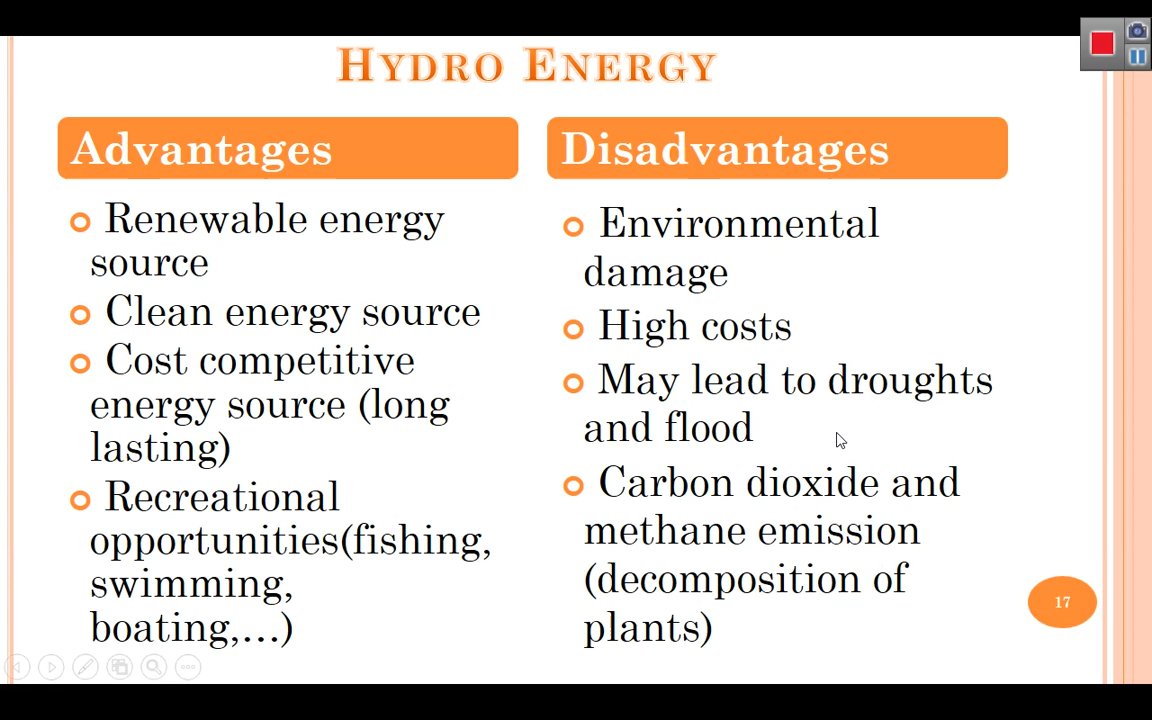 HYDRO ENERGY
Advantages
Renewable energy
source
Clean energy source
Cost competitive
energy source (long
lasting)
Recreational
opportunities(fishing,
swimming,
boating,...)
Disadvantages
Environmental
damage
High costs
May lead to droughts
and flood
Carbon dioxide and
methane emission
(decomposition of
plants)
17